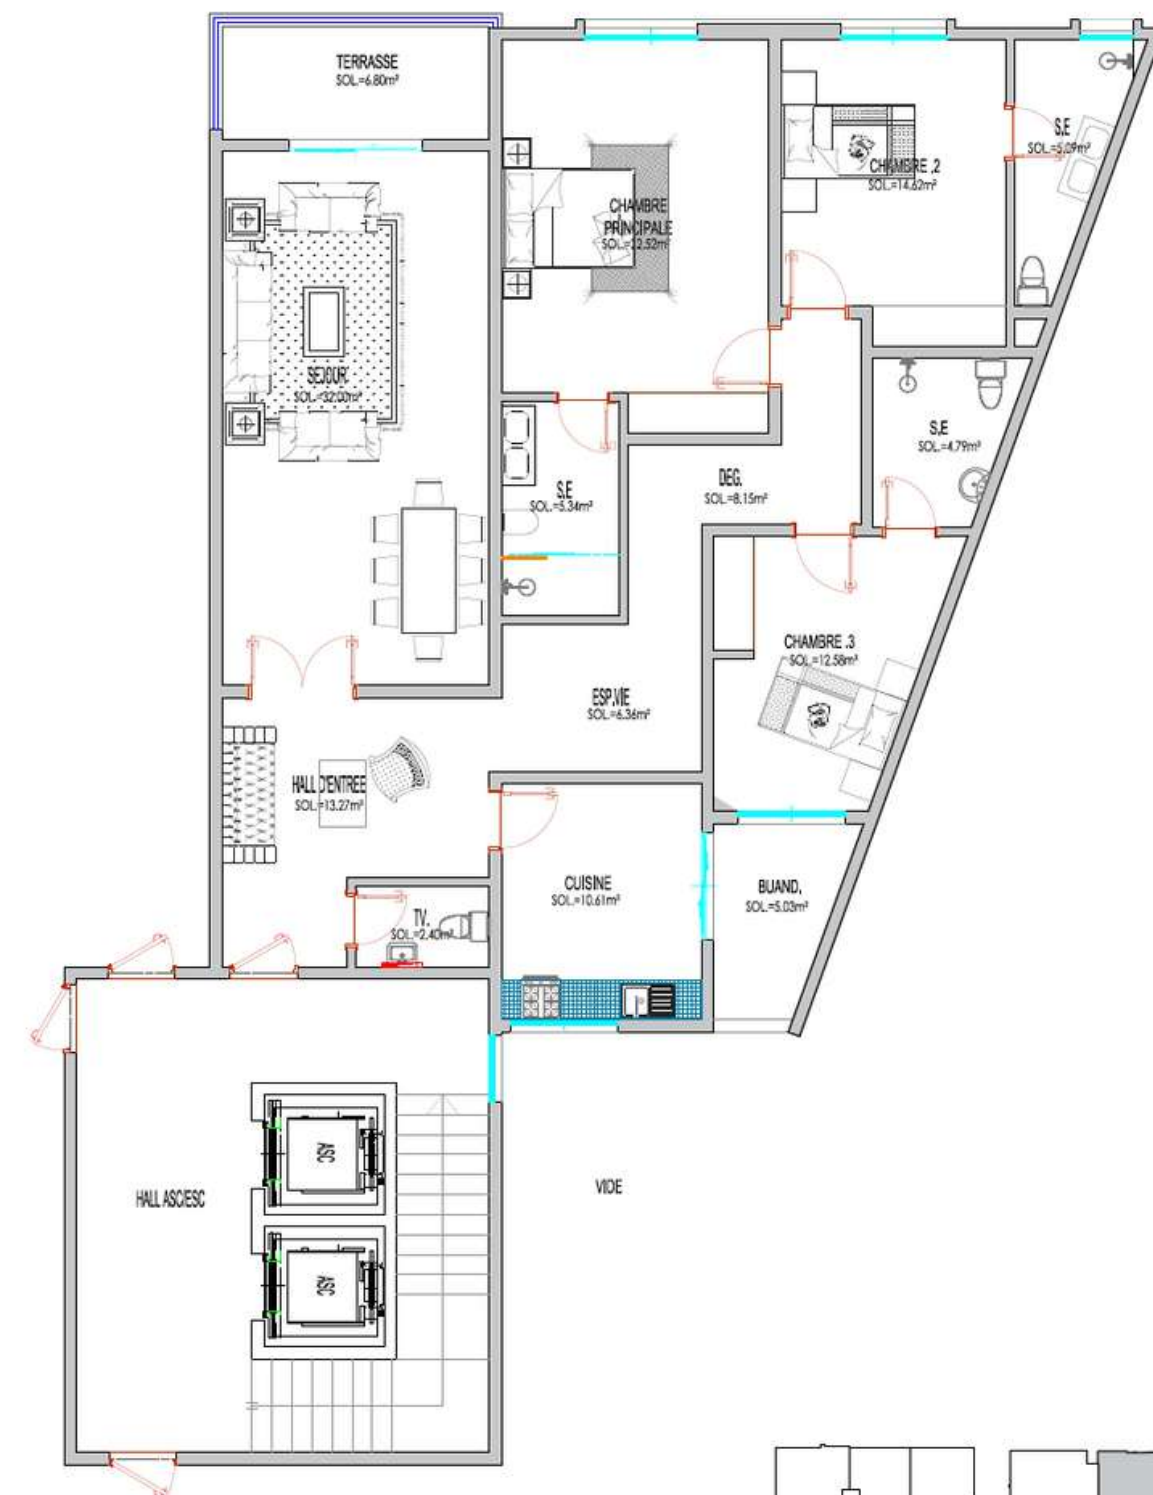 TERRASSE
SOL.=6.80m²
S.E
SOL.=5.09m²
CHAMBRE .2
SOL.=14.62m²
CHAMBRE
PRINCIPALE
SOL.=22.52m²
SEJOUR
SOL.=32.00m²
S.E
SOL.=4.79m²
DEG.
SOL.=8.15m²
S.E
SOL.=5.34m²
CHAMBRE .3
SOL.=12.58m²
ESP.VIE
SOL.=6.36m²
HALL D'ENTREE
SOL.=13.27m²
CUISINE
SOL.=10.61m²
BUAND.
SOL.=5.03m²
TV.
SOL.=2.40m²
ASC
HALL ASC/ESC
VIDE
ASC